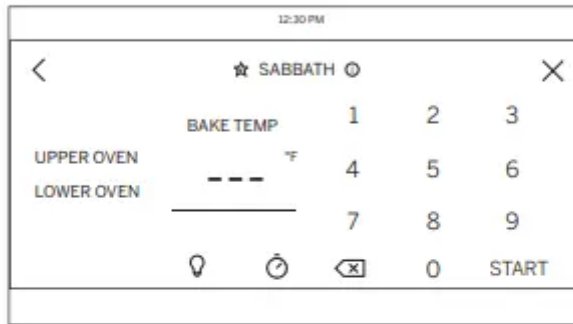 12:30 PM
SABBATH
BAKE TEMP
1 2 3
UPPER OVEN
LOWER OVEN
--- °F
4 5 6
7 8 9
0 START